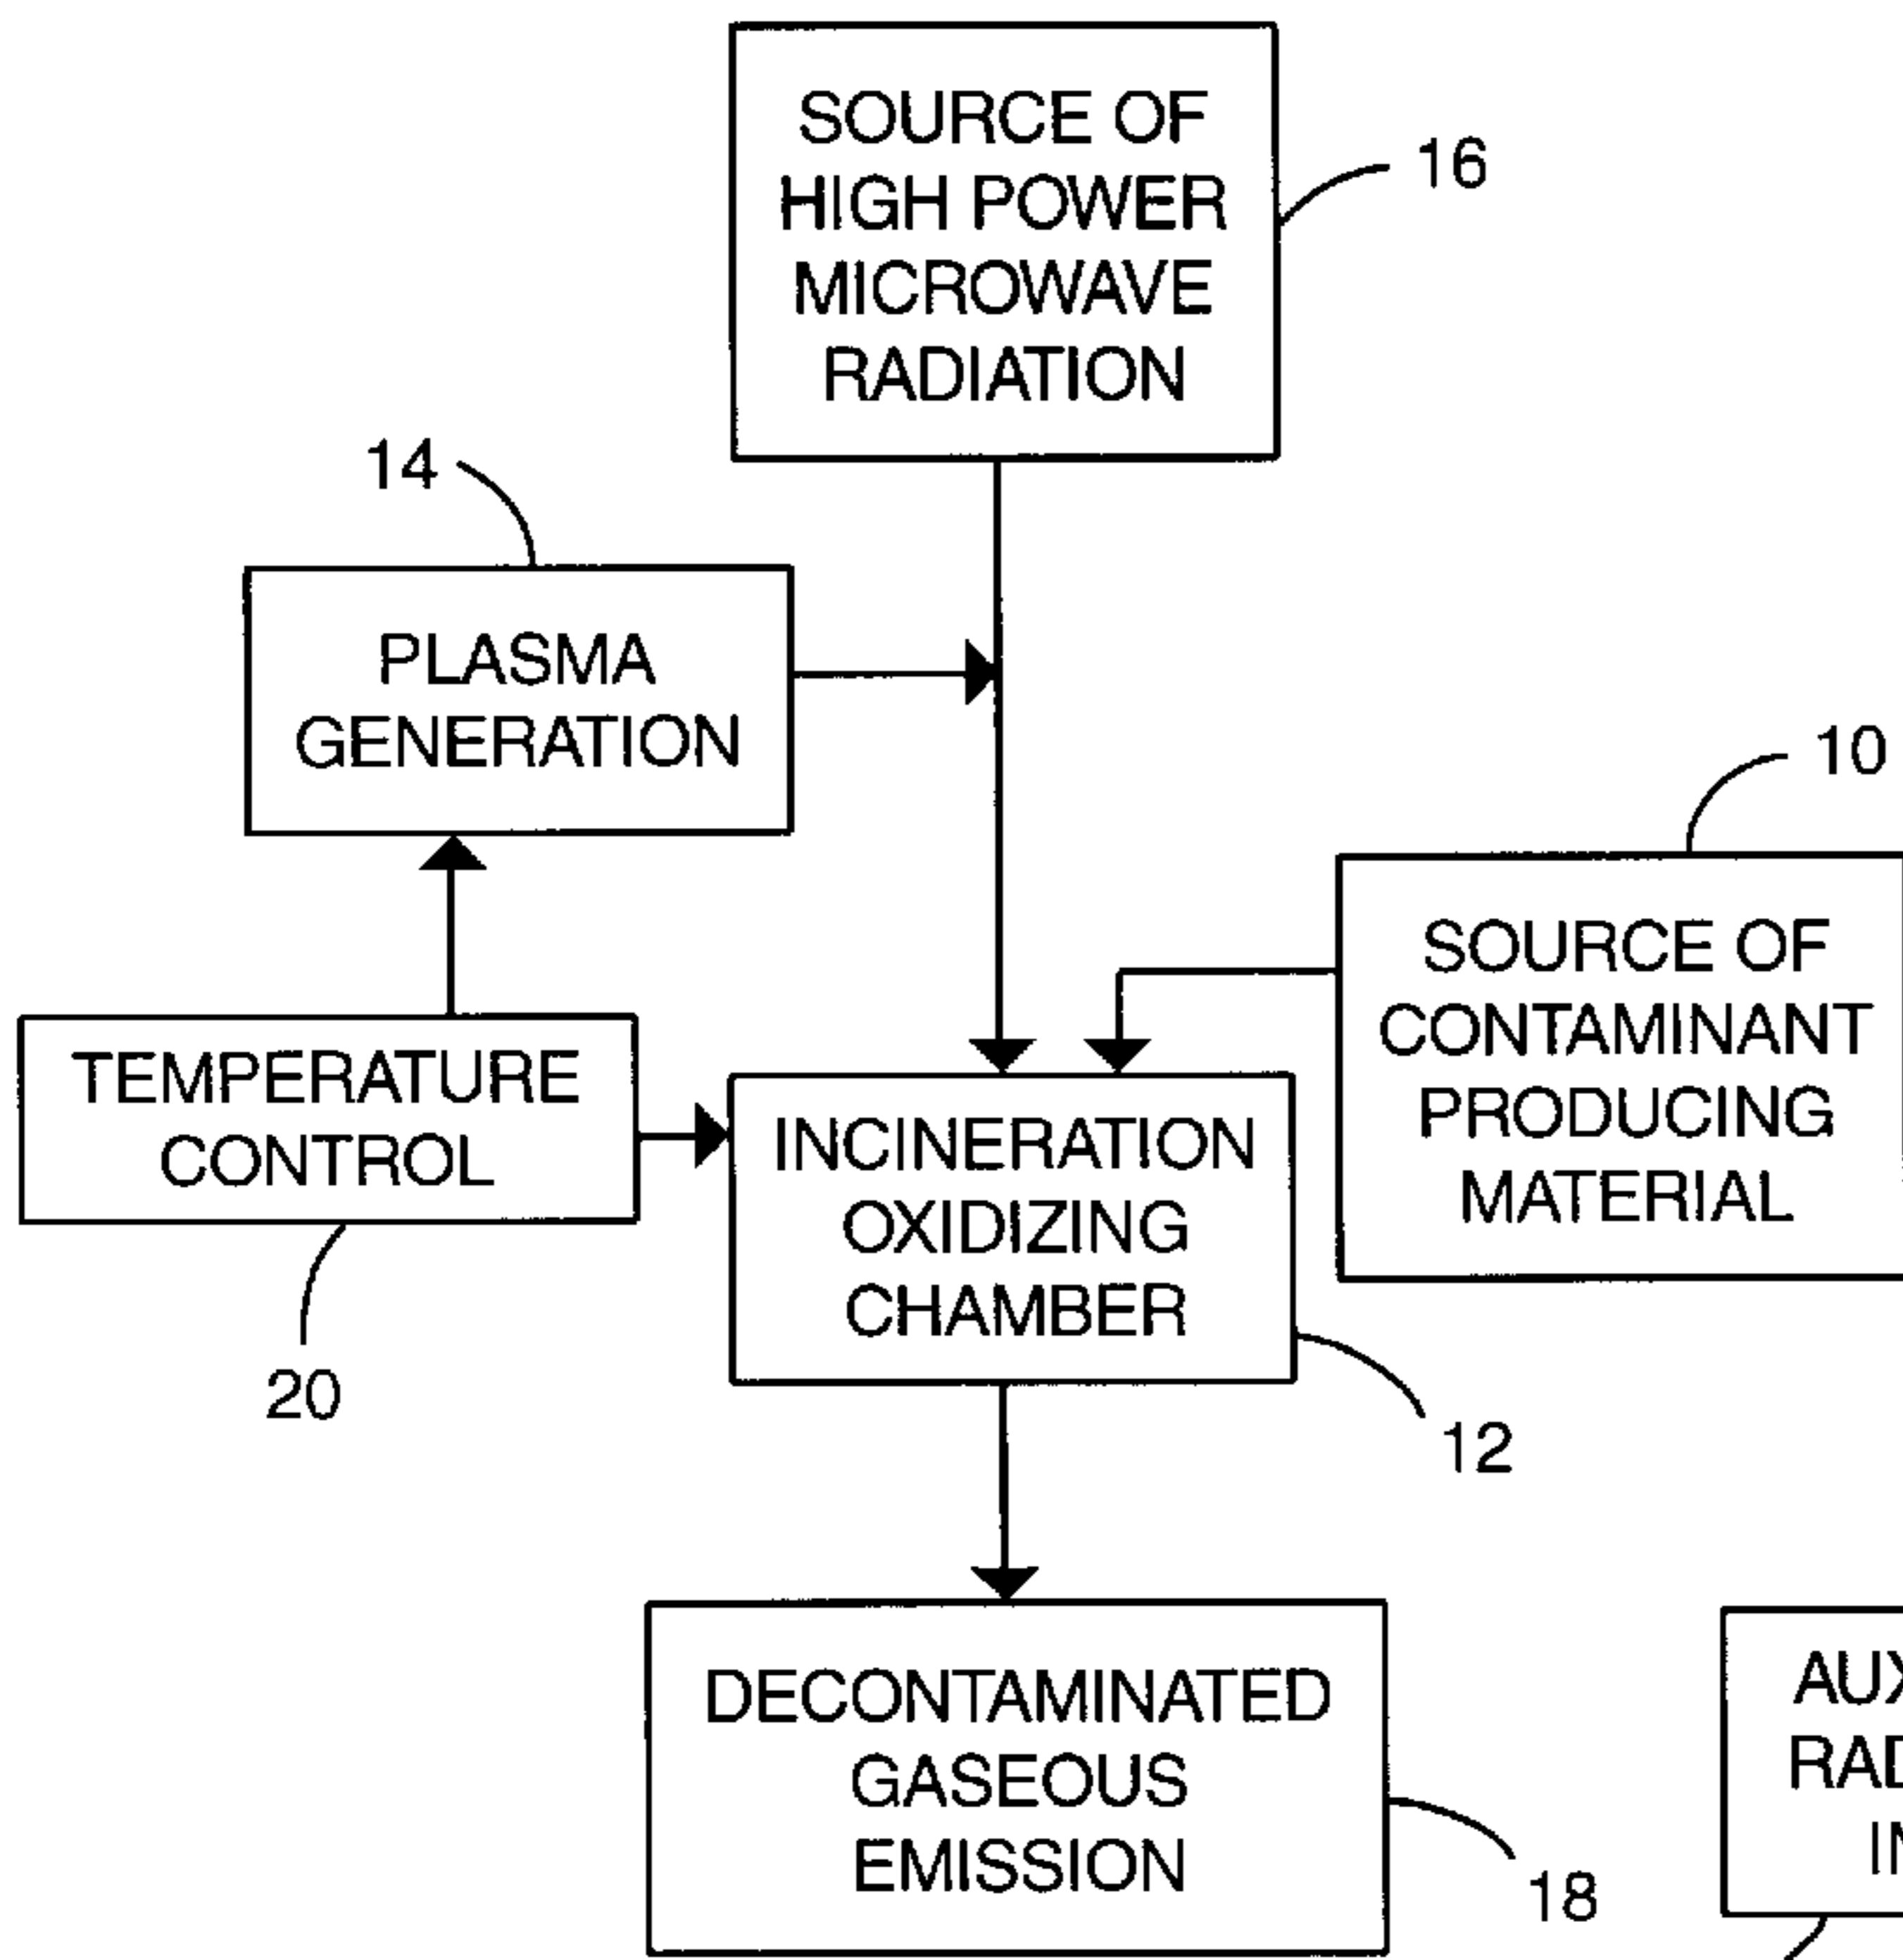 SOURCE OF
HIGH POWER
MICROWAVE
RADIATION
16
14
PLASMA
GENERATION
10
SOURCE OF
CONTAMINANT
PRODUCING
MATERIAL
TEMPERATURE
CONTROL
INCINERATION
OXIDIZING
CHAMBER
20
12
DECONTAMINATED
GASEOUS
EMISSION
18